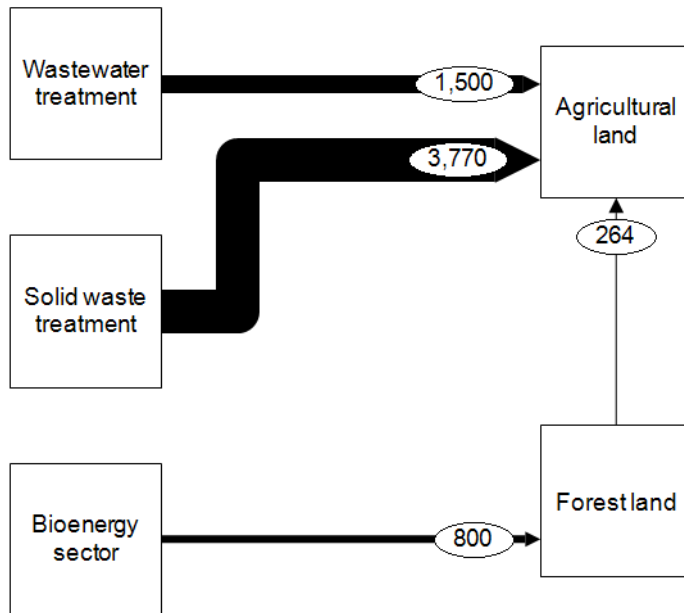 Wastewater
treatment
1,500
Agricultural
land
3,770
264
Solid waste
treatment
Bioenergy
sector
800
Forest land